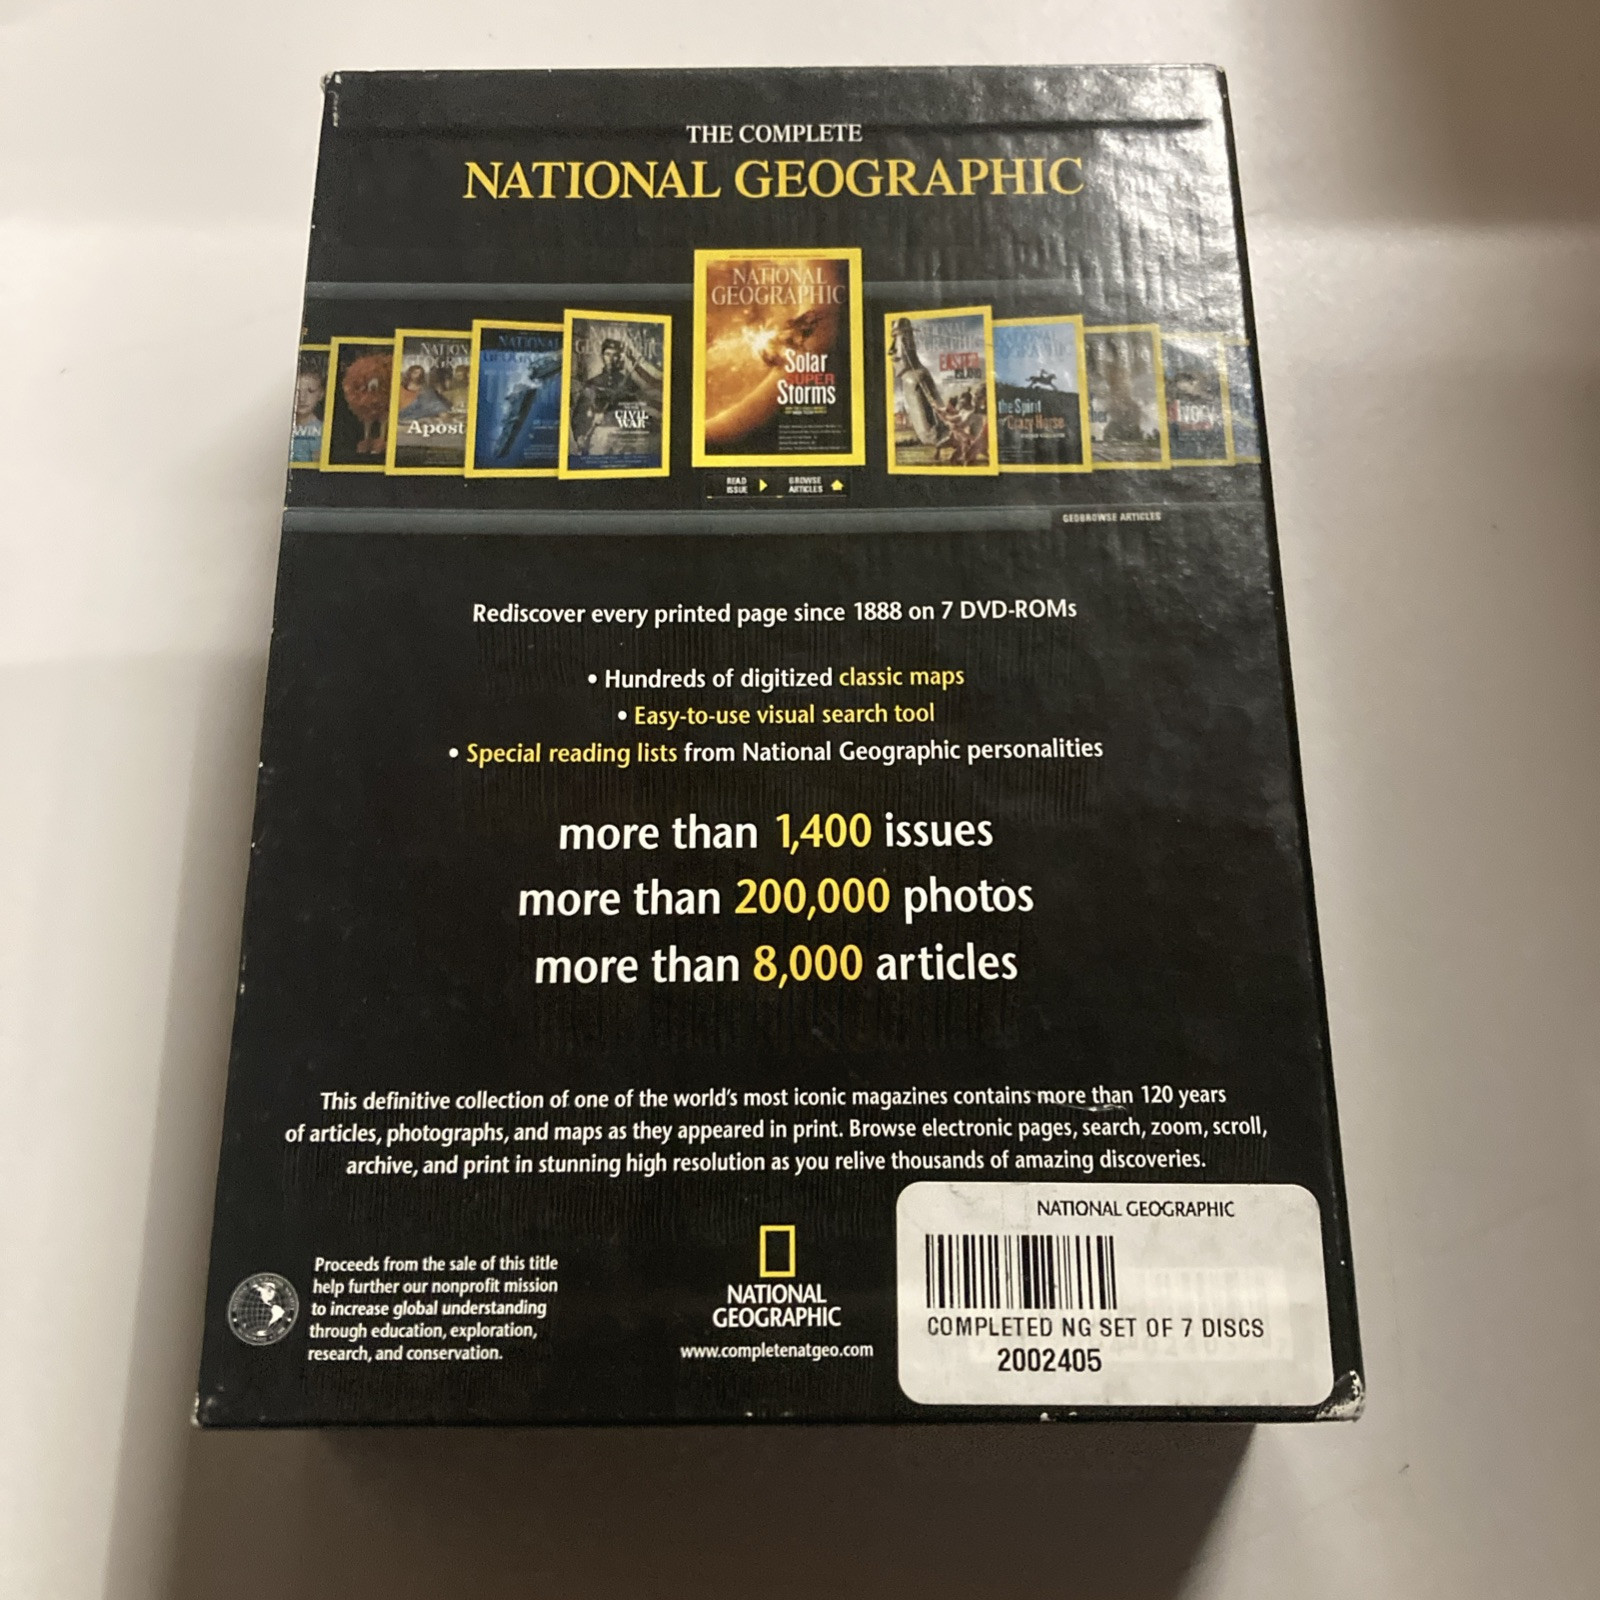 THE COMPLETE
NATIONAL GEOGRAPHIC
NATIONAL
GEOGRAPHIC
Solar
SUPER
Storms
Apost
CIVIL
WAR
EASTER
ISLAND
the Spirit
Crazy Horse
Ivory
READ
ISSUE
BROWSE
ARTICLES
GEOBROWSE ARTICLES
Rediscover every printed page since 1888 on 7 DVD-ROMs
• Hundreds of digitized classic maps
• Easy-to-use visual search tool
• Special reading lists from National Geographic personalities
more than 1,400 issues
more than 200,000 photos
more than 8,000 articles
This definitive collection of one of the world's most iconic magazines contains more than 120 years
of articles, photographs, and maps as they appeared in print. Browse electronic pages, search, zoom, scroll,
archive, and print in stunning high resolution as you relive thousands of amazing discoveries.
Proceeds from the sale of this title
help further our nonprofit mission
to increase global understanding
through education, exploration,
research, and conservation.
NATIONAL
GEOGRAPHIC
www.completenatgeo.com
NATIONAL GEOGRAPHIC
COMPLETED NG SET OF 7 DISCS
2002405